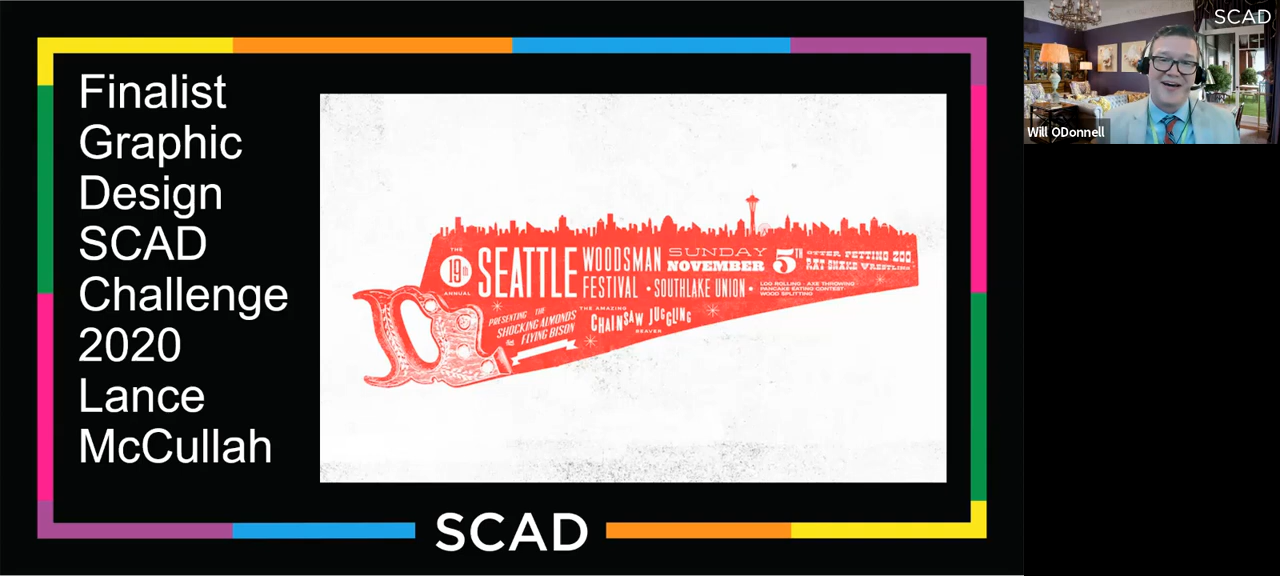 Finalist
Graphic
Design
SCAD
Challenge
2020
Lance
McCullah
THE
19th
ANNUAL
SEATTLE
WOODSMAN
FESTIVAL
• SOUTHLAKE UNION •
SUNDAY
NOVEMBER
5TH
OTTER PETTING ZOO
RAT SNAKE WRESTLING
LOG ROLLING · AXE THROWING
PANCAKE EATING CONTEST
WOOD SPLITTING
PRESENTING THE
SHOCKING ALMONDS
FLYING BISON
THE AMAZING
CHAINSAW JUGGLING
BEAVER
SCAD
SCAD
Will ODonnell